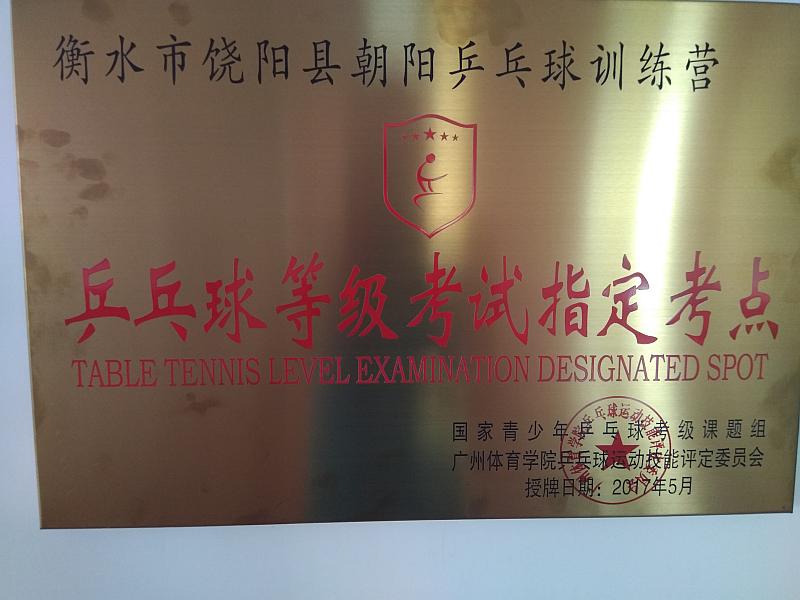 衡水市饶阳县朝阳乒乓球训练营
乒乓球等级考试指定考点
TABLE TENNIS LEVEL EXAMINATION DESIGNATED SPOT
国家青少年乒乓球考级课题组
广州体育学院乒乓球运动技能评定委员会
授牌日期：2017年5月